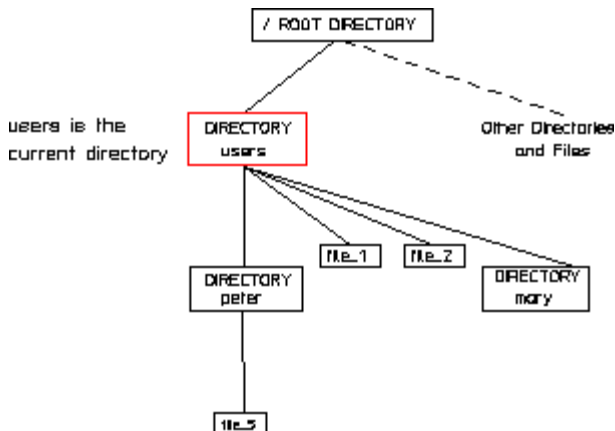 / ROOT DIRECTORY
users is the
current directory
DIRECTORY
users
Other Directories
and Files
file_1
file_2
DIRECTORY
peter
DIRECTORY
mary